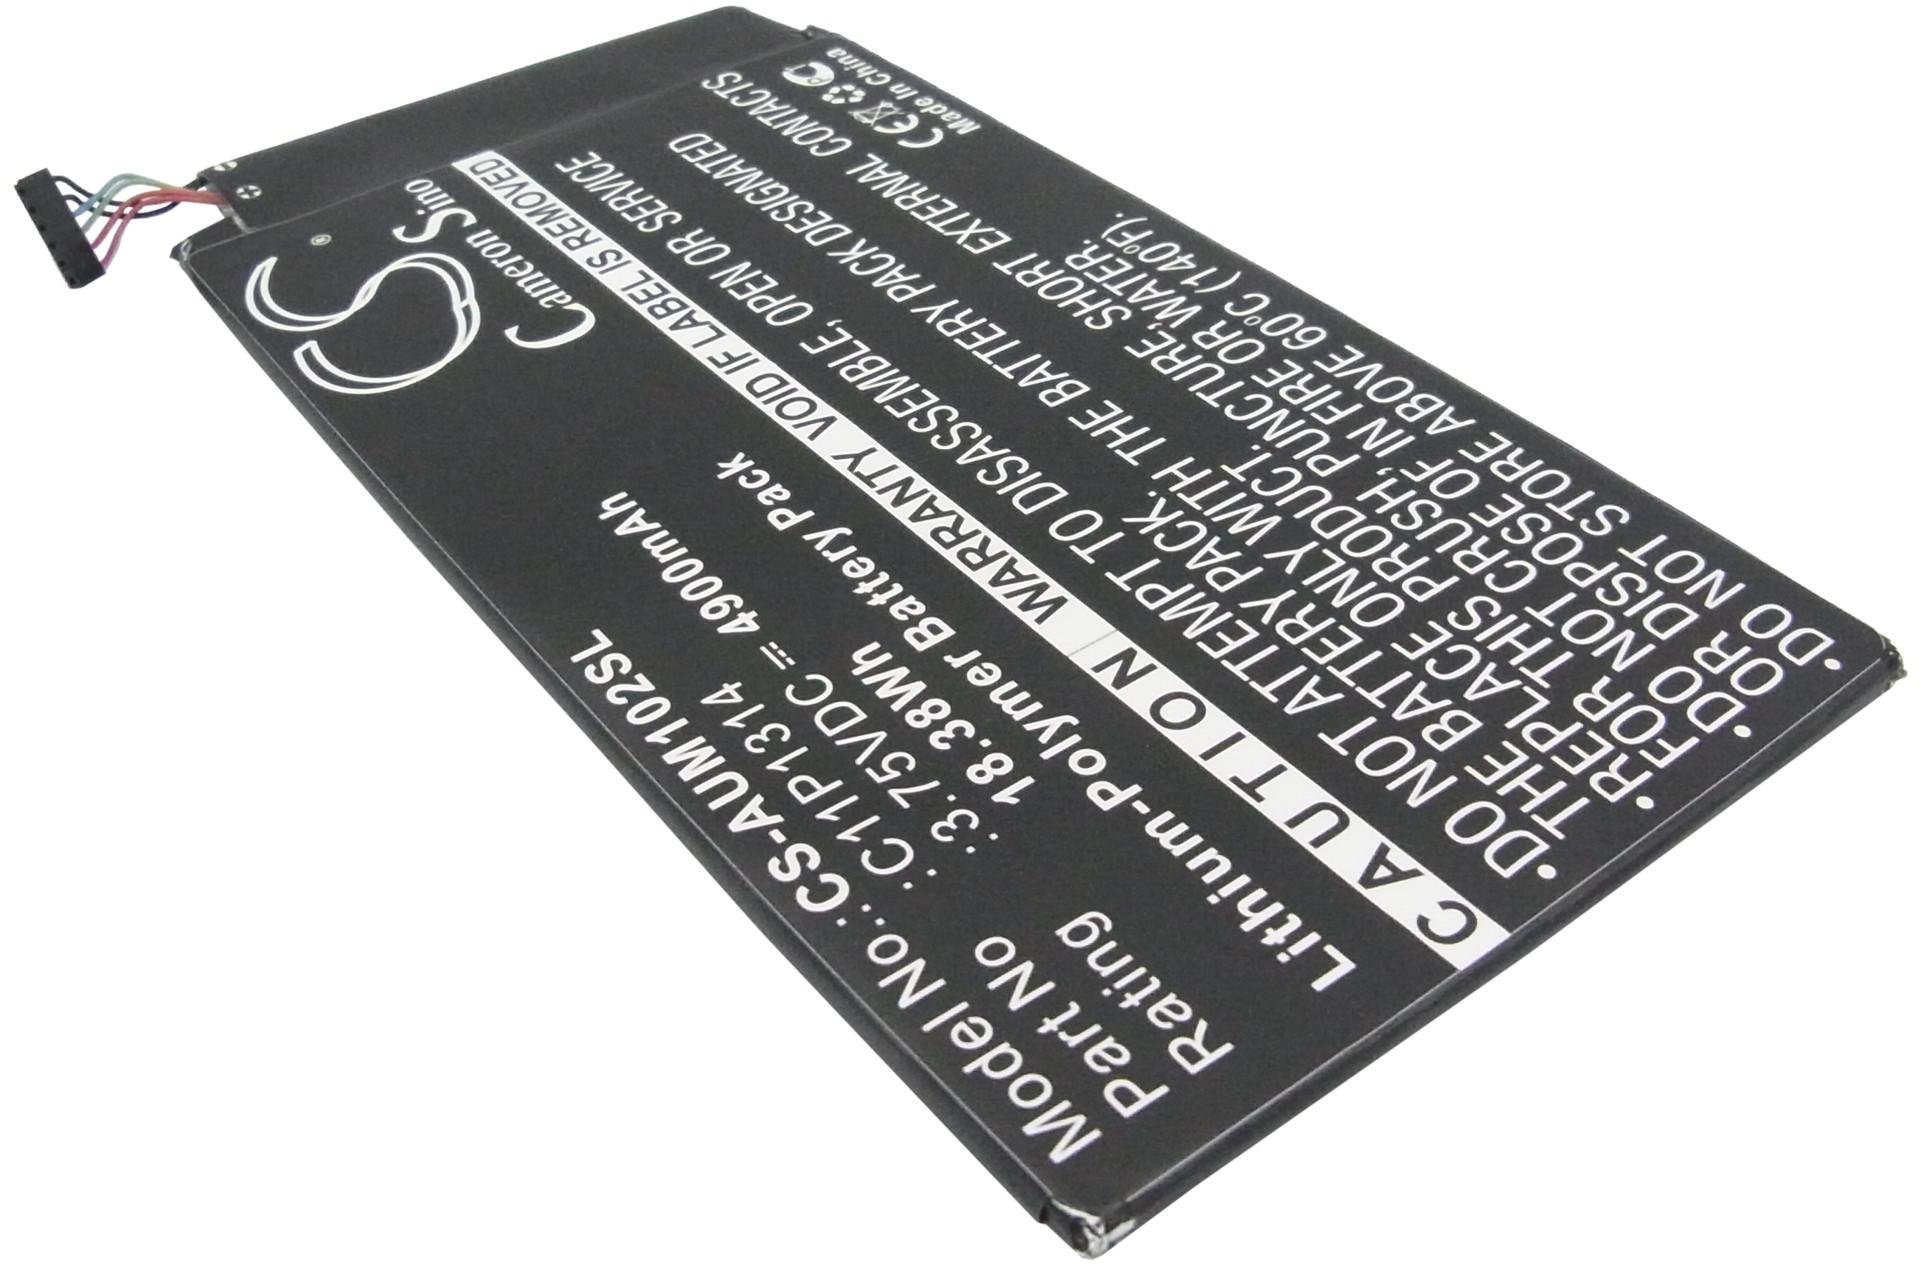 Cameron Sino
®
Model No.:CS-AUM102SL
Part No :C11P1314
Rating :3.75VDC ⎓ 4900mAh
18.38Wh
Lithium-Polymer Battery Pack
CAUTION WARRANTY VOID IF LABEL IS REMOVED
•DO NOT ATTEMPT TO DISASSEMBLE, OPEN OR SERVICE
THE BATTERY PACK.
•REPLACE ONLY WITH THE BATTERY PACK DESIGNATED
FOR THIS PRODUCT.
•DO NOT CRUSH, PUNCTURE, SHORT EXTERNAL CONTACTS
OR DISPOSE OF IN FIRE OR WATER.
•DO NOT STORE ABOVE 60°C (140°F).
Pct
CE
Made In China